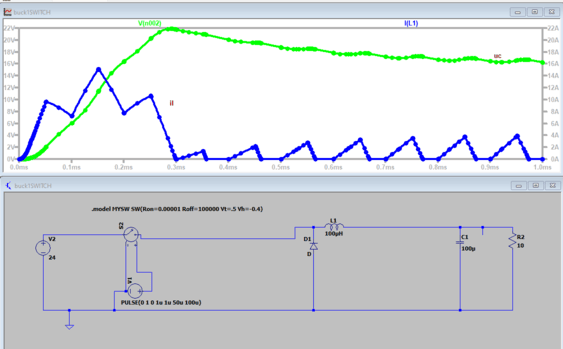 buck1SWITCH
V(n002) I(L1)
22V 22A
20V 20A
18V 18A
16V 16A
14V 14A
12V 12A
10V 10A
8V 8A
6V 6A
4V 4A
2V 2A
0V 0A
uc
il
0.0ms 0.1ms 0.2ms 0.3ms 0.4ms 0.5ms 0.6ms 0.7ms 0.8ms 0.9ms 1.0ms
buck1SWITCH
.model MYSW SW(Ron=0.00001 Roff=100000 Vt=.5 Vh=-0.4)
S2
L1
100µH
V2
24
D1
D
C1
100µ
R2
10
V1
PULSE(0 1 0 1u 1u 50u 100u)